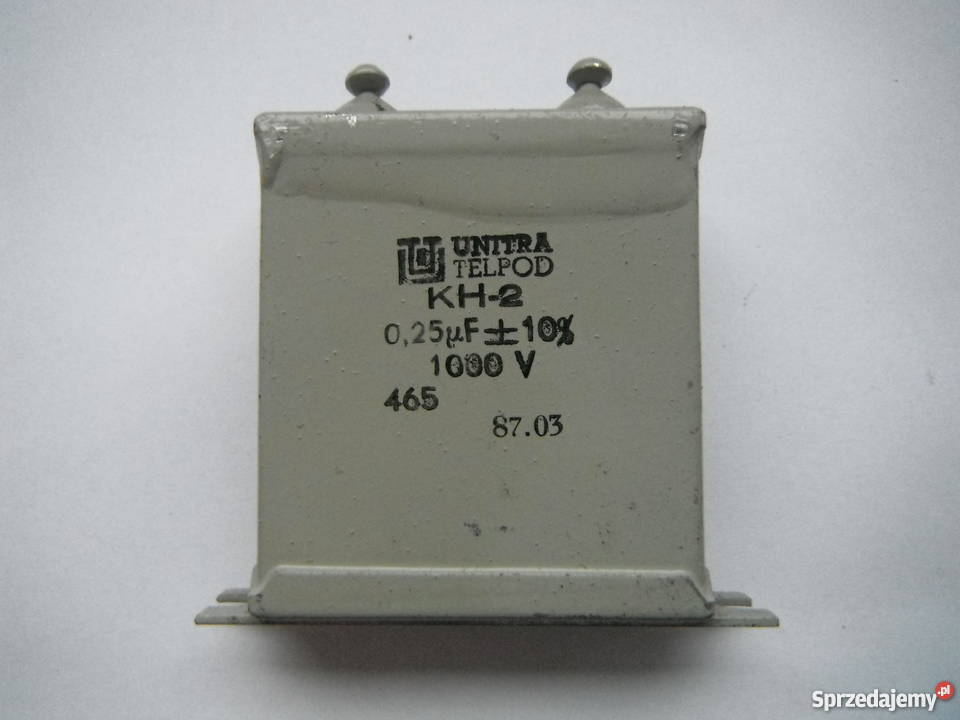 UNITRA
TELPOD
KH-2
0,25µF ± 10%
1000 V
465
87.03
Sprzedajemy.pl